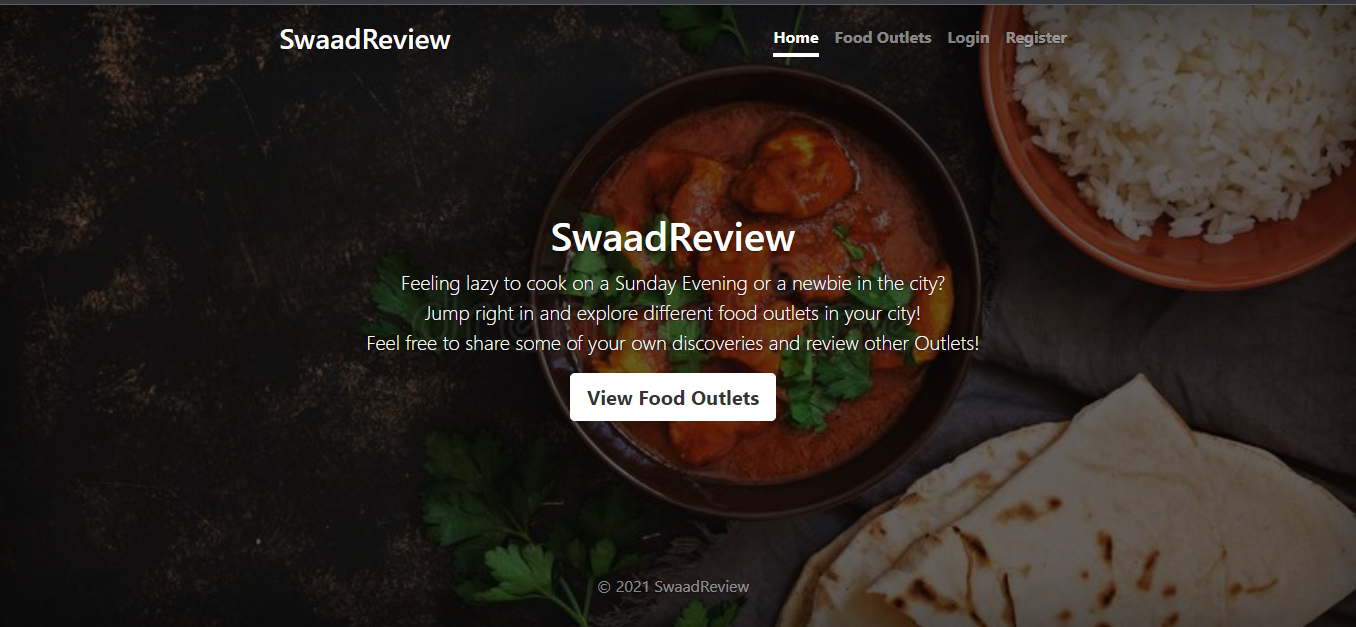 SwaadReview
Home Food Outlets Login Register
SwaadReview
Feeling lazy to cook on a Sunday Evening or a newbie in the city?
Jump right in and explore different food outlets in your city!
Feel free to share some of your own discoveries and review other Outlets!
View Food Outlets
© 2021 SwaadReview